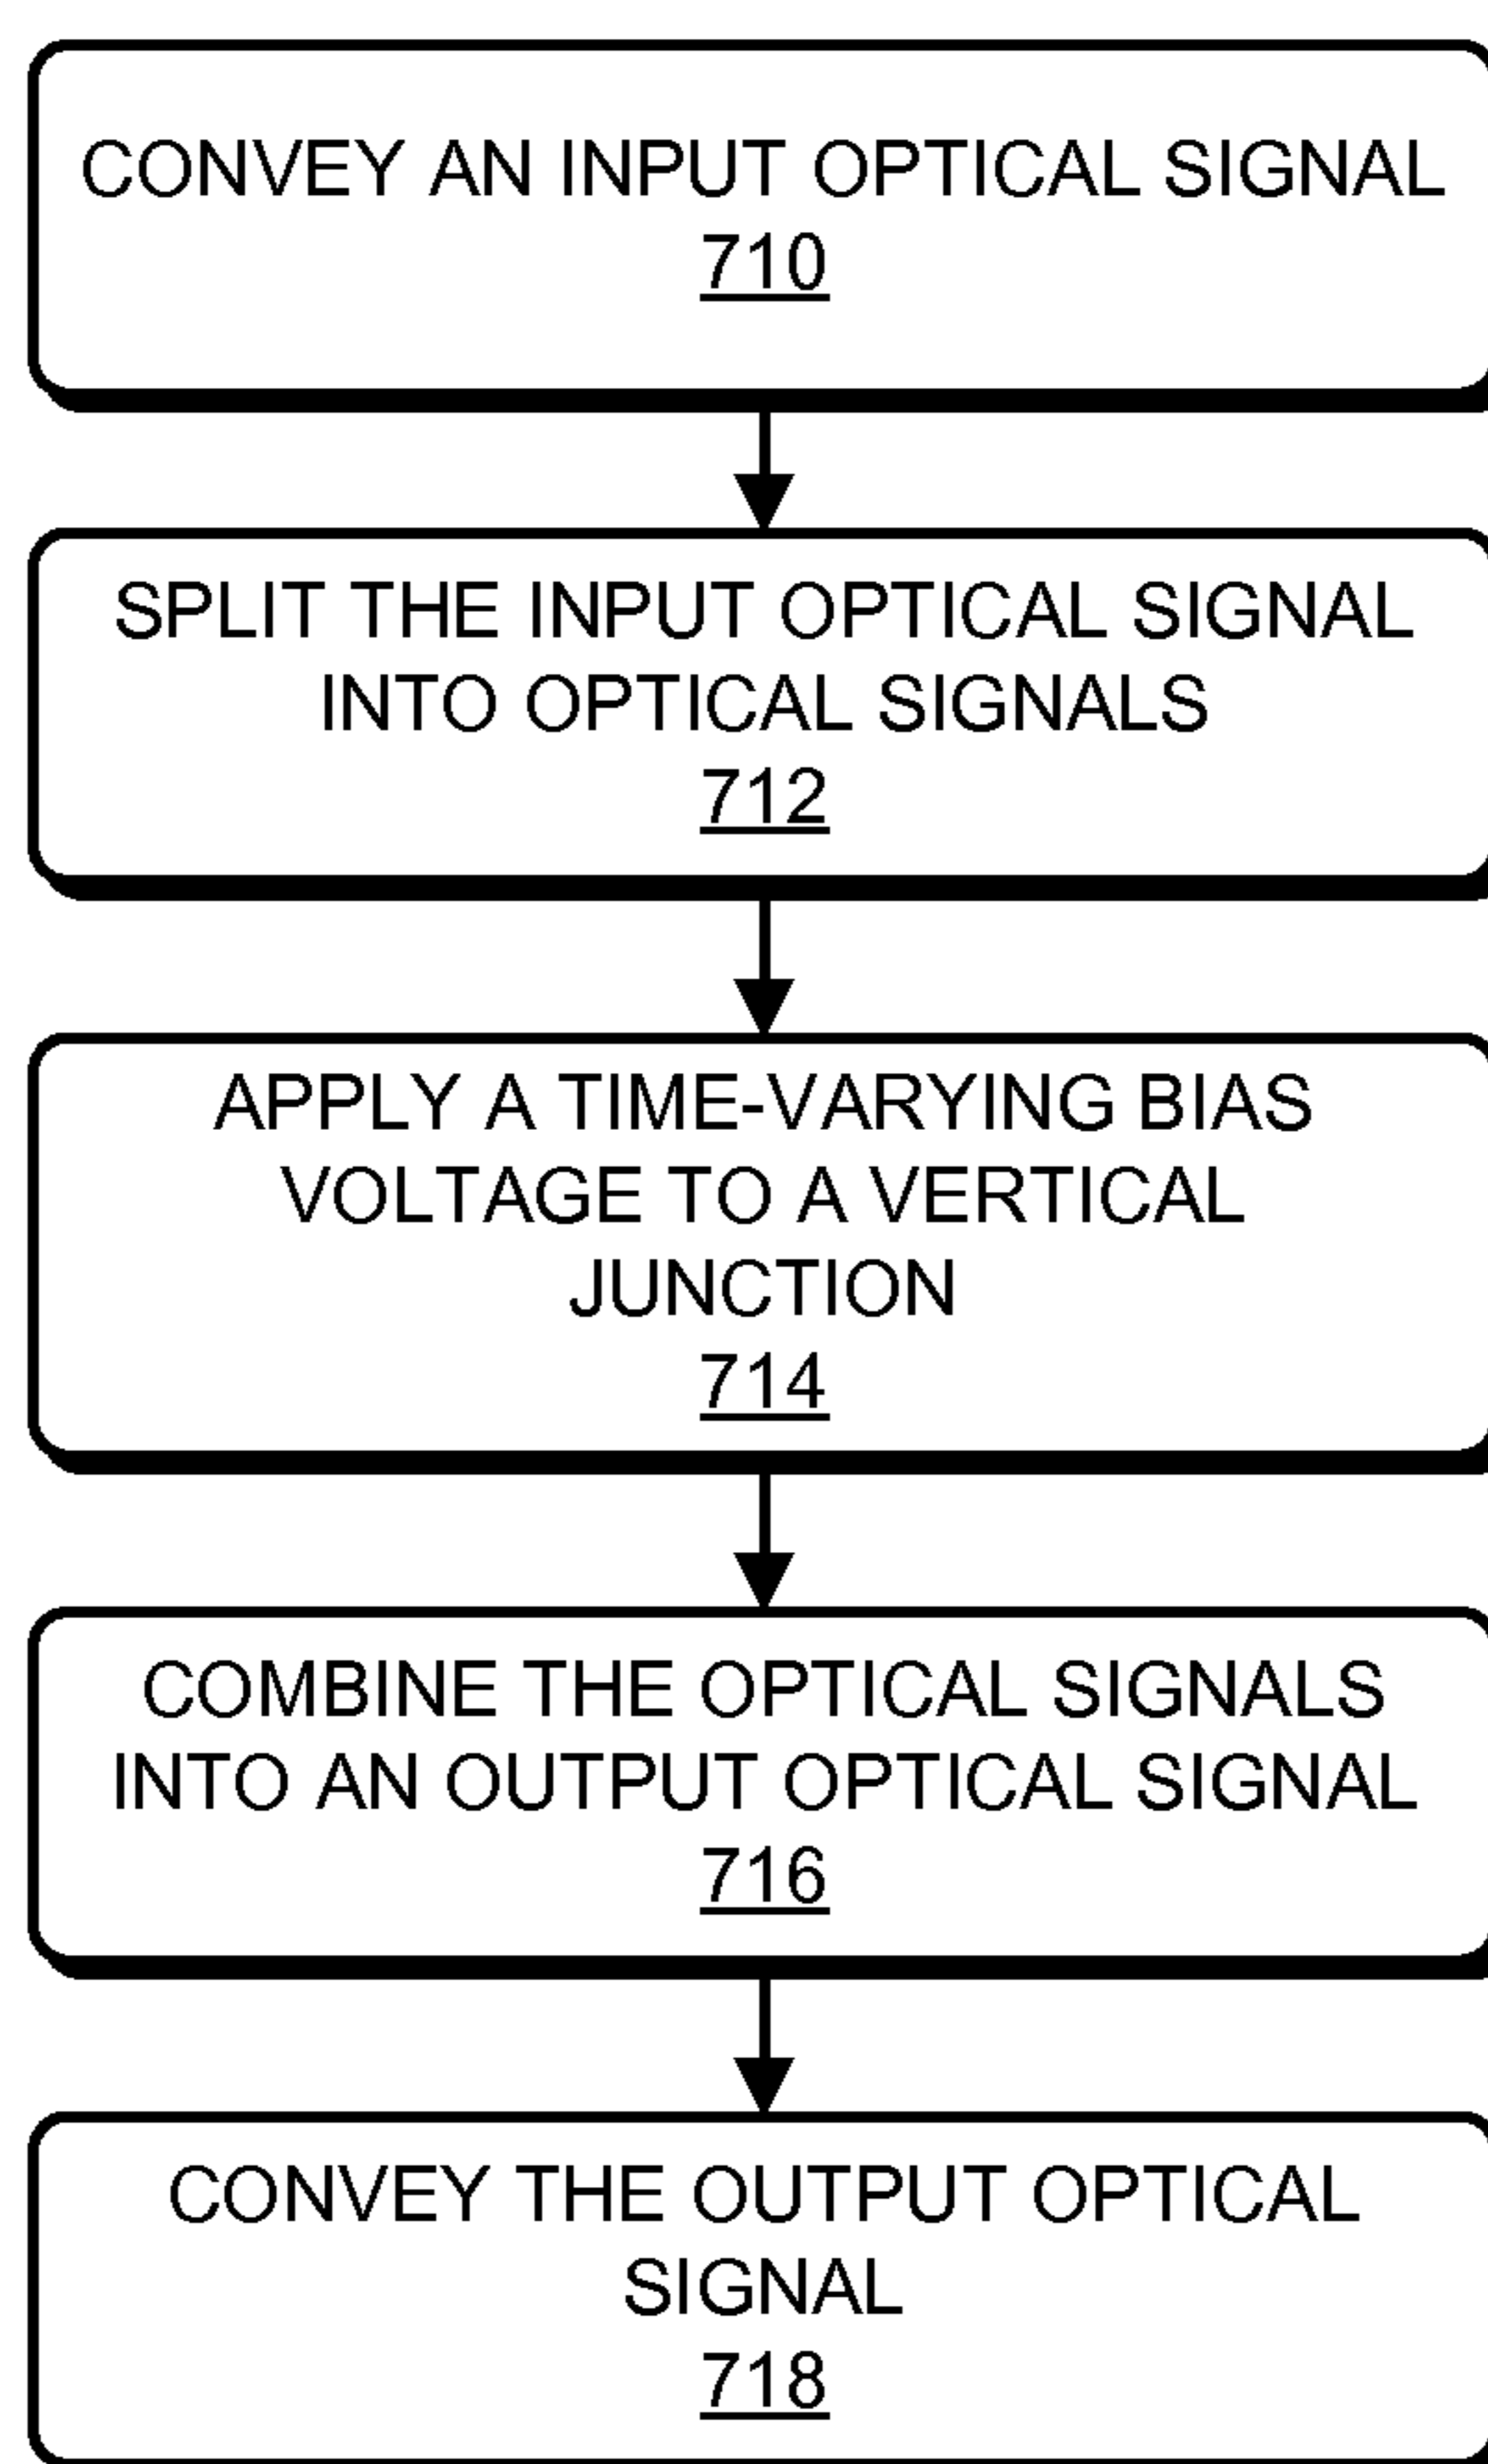 CONVEY AN INPUT OPTICAL SIGNAL
710
SPLIT THE INPUT OPTICAL SIGNAL
INTO OPTICAL SIGNALS
712
APPLY A TIME-VARYING BIAS
VOLTAGE TO A VERTICAL
JUNCTION
714
COMBINE THE OPTICAL SIGNALS
INTO AN OUTPUT OPTICAL SIGNAL
716
CONVEY THE OUTPUT OPTICAL
SIGNAL
718